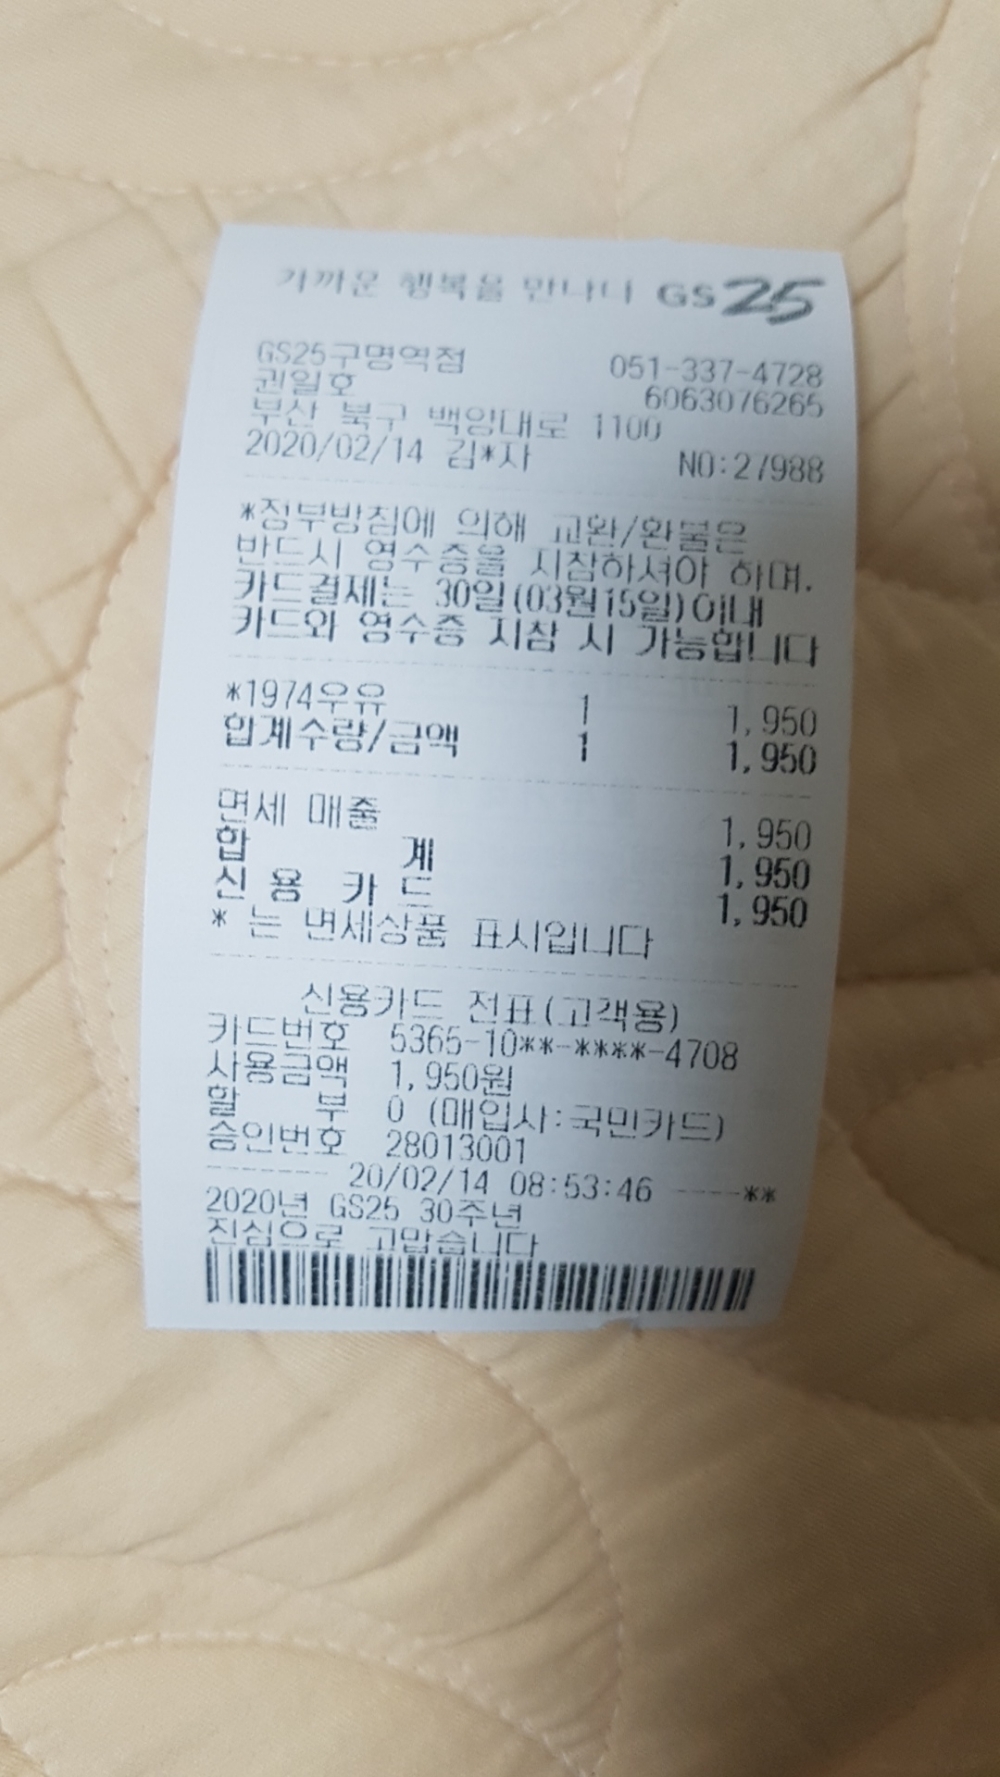 가까운 행복을 만나다 GS25
GS25구명역점 051-337-4728
권일호 6063076265
부산 북구 백양대로 1100
2020/02/14 김*자 NO:27988
*정부방침에 의해 교환/환불은
반드시 영수증을 지참하셔야 하며.
카드결제는 30일(03월15일)이내
카드와 영수증 지참 시 가능합니다
*1974우유 1 1,950
합계수량/금액 1 1,950
면세 매출 1,950
합 계 1,950
신 용 카 드 1,950
* 는 면세상품 표시입니다
신용카드 전표(고객용)
카드번호 5365-10**-****-4708
사용금액 1,950원
할 부 0 (매입사:국민카드)
승인번호 28013001
------- 20/02/14 08:53:46 ----**
2020년 GS25 30주년
진심으로 고맙습니다